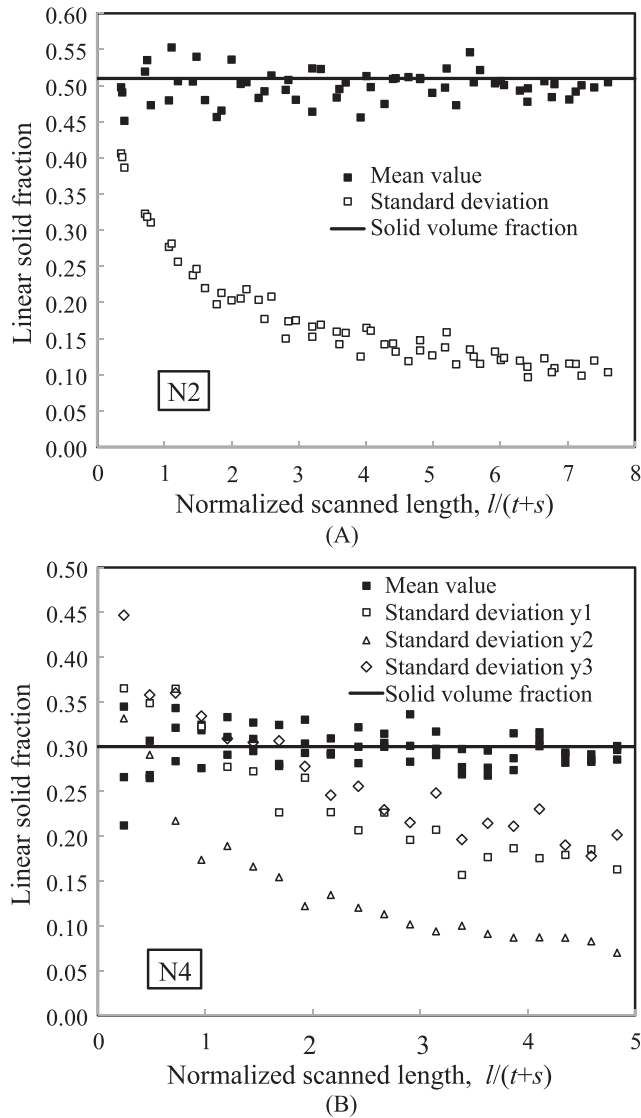 0.60
0.55
0.50
0.45
0.40
0.35
0.30
0.25
0.20
0.15
0.10
0.05
0.00
Linear solid fraction
Mean value
Standard deviation
Solid volume fraction
N2
0 1 2 3 4 5 6 7 8
Normalized scanned length, l/(t+s)
(A)
0.50
0.45
0.40
0.35
0.30
0.25
0.20
0.15
0.10
0.05
0.00
Linear solid fraction
Mean value
Standard deviation y1
Standard deviation y2
Standard deviation y3
Solid volume fraction
N4
0 1 2 3 4 5
Normalized scanned length, l/(t+s)
(B)